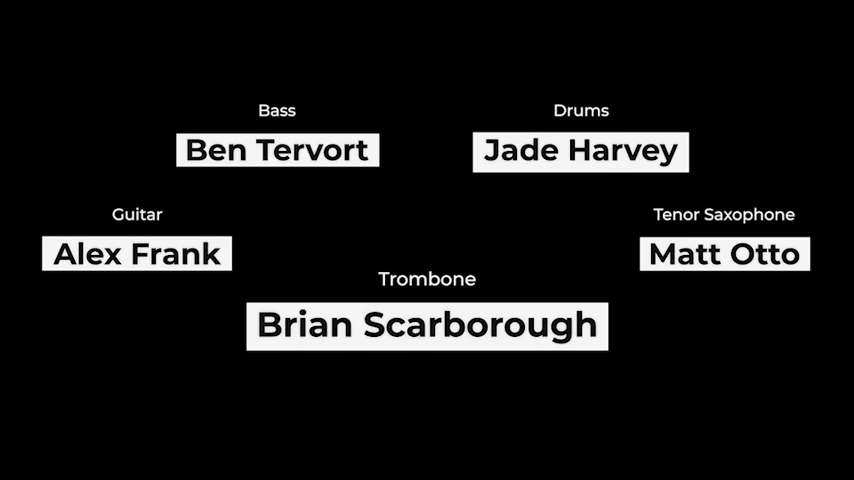 Bass
Ben Tervort
Drums
Jade Harvey
Guitar
Alex Frank
Tenor Saxophone
Matt Otto
Trombone
Brian Scarborough